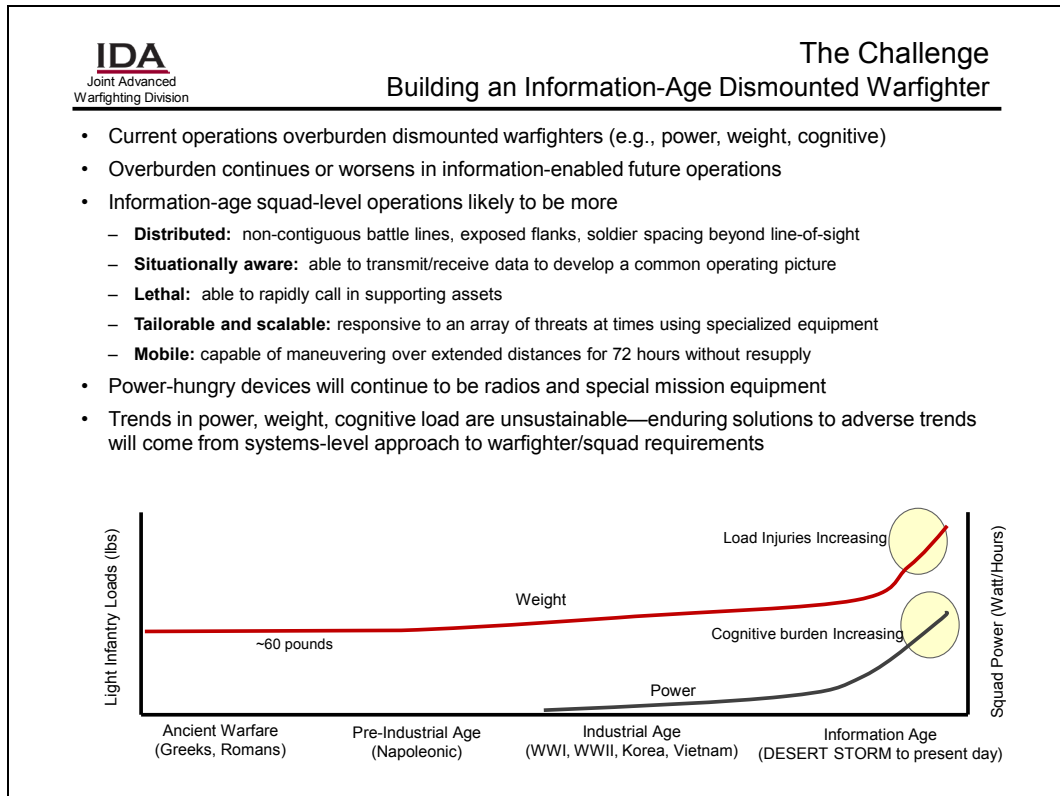 IDA
Joint Advanced
Warfighting Division
The Challenge
Building an Information-Age Dismounted Warfighter
• Current operations overburden dismounted warfighters (e.g., power, weight, cognitive)
• Overburden continues or worsens in information-enabled future operations
• Information-age squad-level operations likely to be more
– Distributed: non-contiguous battle lines, exposed flanks, soldier spacing beyond line-of-sight
– Situationally aware: able to transmit/receive data to develop a common operating picture
– Lethal: able to rapidly call in supporting assets
– Tailorable and scalable: responsive to an array of threats at times using specialized equipment
– Mobile: capable of maneuvering over extended distances for 72 hours without resupply
• Power-hungry devices will continue to be radios and special mission equipment
• Trends in power, weight, cognitive load are unsustainable—enduring solutions to adverse trends
will come from systems-level approach to warfighter/squad requirements
Light Infantry Loads (lbs)
Load Injuries Increasing
Weight
~60 pounds
Cognitive burden Increasing
Power
Squad Power (Watt/Hours)
Ancient Warfare
(Greeks, Romans)
Pre-Industrial Age
(Napoleonic)
Industrial Age
(WWI, WWII, Korea, Vietnam)
Information Age
(DESERT STORM to present day)